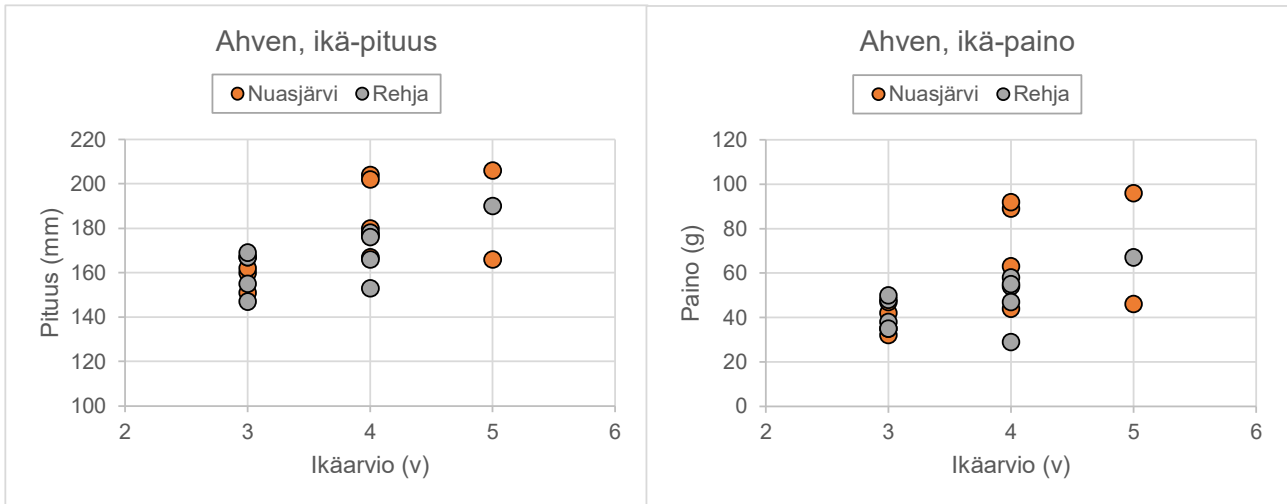 Ahven, ikä-pituus
Nuasjärvi Rehja
220
200
180
160
140
120
100
Pituus (mm)
2 3 4 5 6
Ikäarvio (v)
Ahven, ikä-paino
Nuasjärvi Rehja
120
100
80
60
40
20
0
Paino (g)
2 3 4 5 6
Ikäarvio (v)